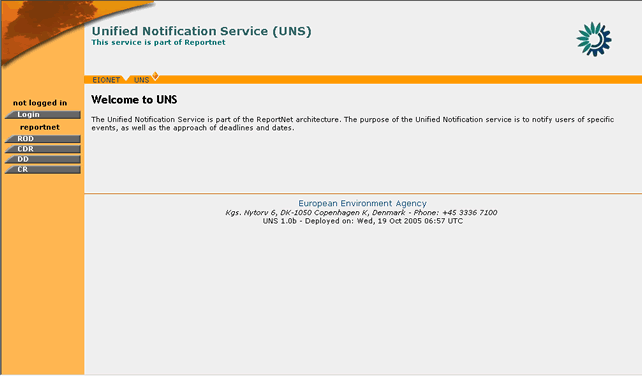 Unified Notification Service (UNS)
This service is part of Reportnet
EIONET UNS
not logged in
Login
reportnet
ROD
CDR
DD
CR
Welcome to UNS
The Unified Notification Service is part of the ReportNet architecture. The purpose of the Unified Notification service is to notify users of specific
events, as well as the approach of deadlines and dates.
European Environment Agency
Kgs. Nytorv 6, DK-1050 Copenhagen K, Denmark - Phone: +45 3336 7100
UNS 1.0b - Deployed on: Wed, 19 Oct 2005 06:57 UTC